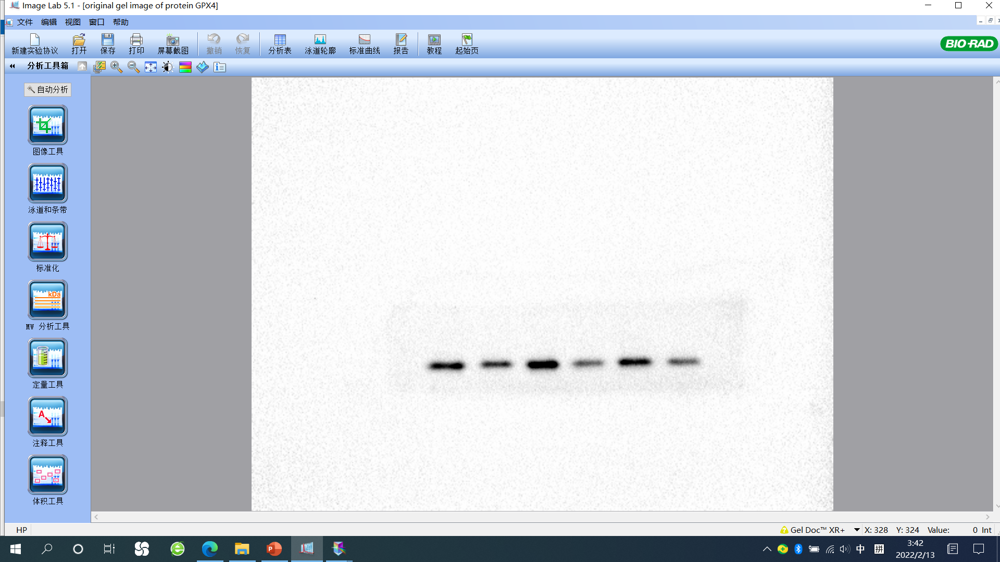 Image Lab 5.1 - [original gel image of protein GPX4]
文件 编辑 视图 窗口 帮助
新建实验协议 打开 保存 打印 屏幕截图 撤销 恢复 分析表 泳道轮廓 标准曲线 报告 教程 起始页
BIO-RAD
分析工具箱
自动分析
图像工具
泳道和条带
标准化
kDa
MW 分析工具
定量工具
A
注释工具
体积工具
HP
Gel Doc™ XR+ X: 328 Y: 324 Value: 0 Int
P
中 拼
3:42
2022/2/13